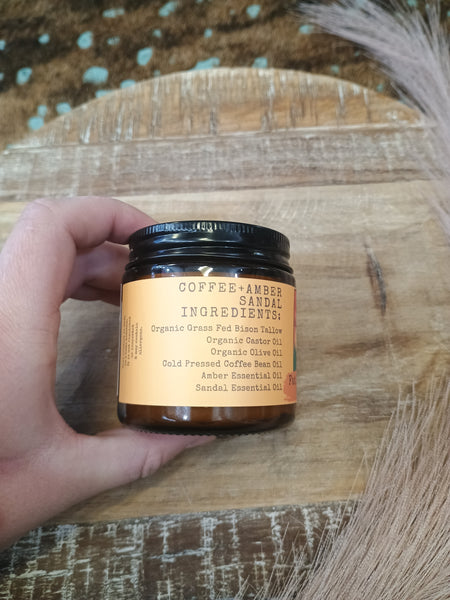 COFFEE+AMBER
SANDAL
INGREDIENTS:
Organic Grass Fed Bison Tallow
Organic Castor Oil
Organic Olive Oil
Cold Pressed Coffee Bean Oil
Amber Essential Oil
Sandal Essential Oil